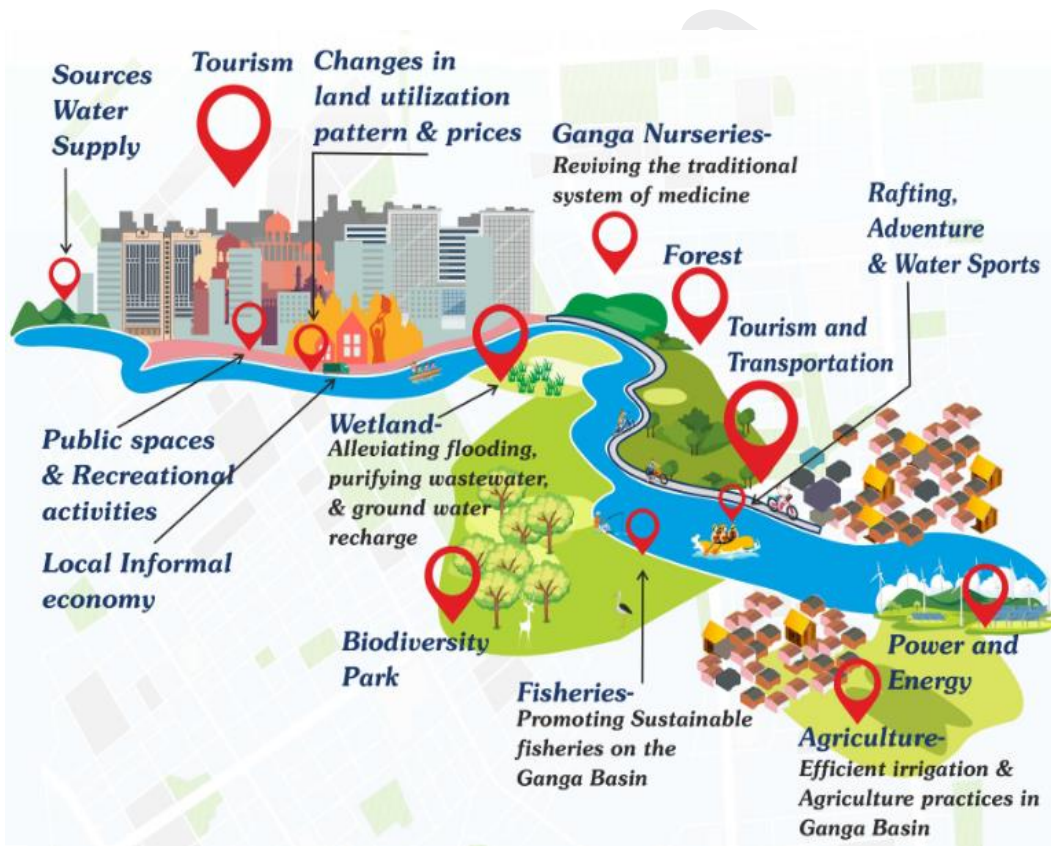 Sources
Water
Supply
Tourism
Changes in
land utilization
pattern & prices
Ganga Nurseries-
Reviving the traditional
system of medicine
Rafting,
Adventure
& Water Sports
Forest
Tourism and
Transportation
Public spaces
& Recreational
activities
Local Informal
economy
Wetland-
Alleviating flooding,
purifying wastewater,
& ground water
recharge
Biodiversity
Park
Fisheries-
Promoting Sustainable
fisheries on the
Ganga Basin
Power and
Energy
Agriculture-
Efficient irrigation &
Agriculture practices in
Ganga Basin